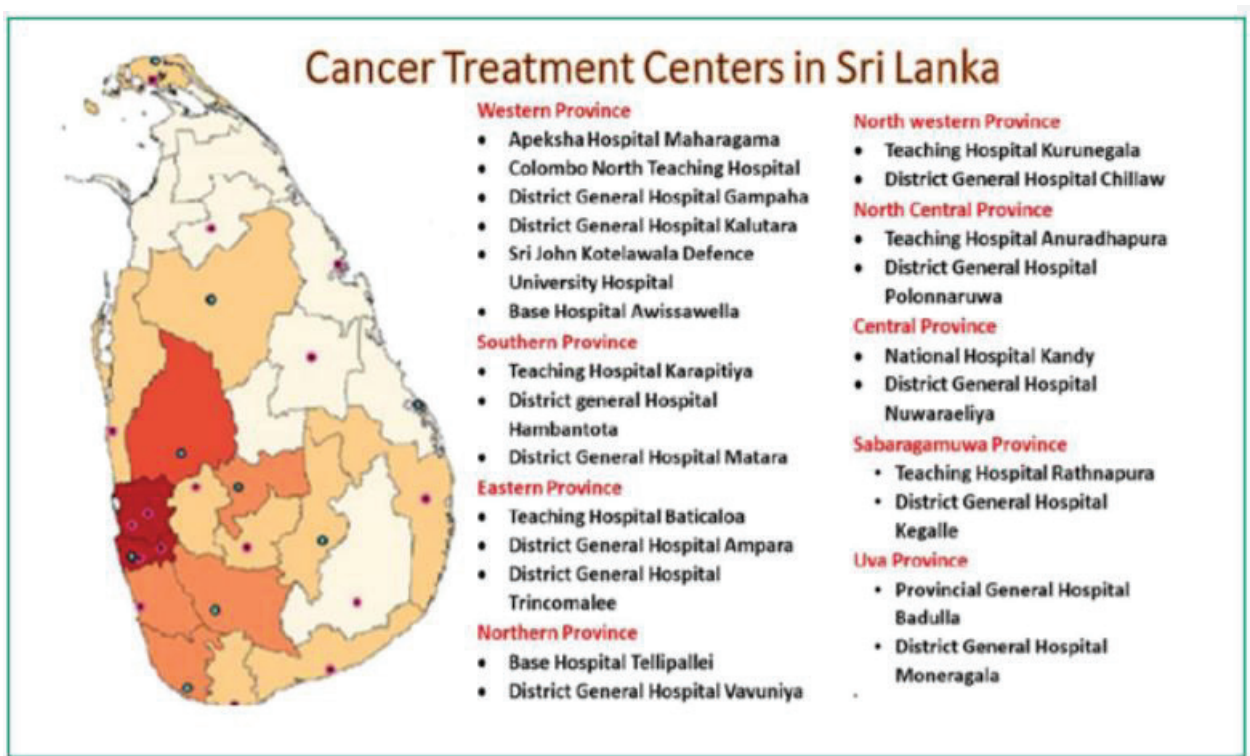 Cancer Treatment Centers in Sri Lanka
Western Province
• Apeksha Hospital Maharagama
• Colombo North Teaching Hospital
• District General Hospital Gampaha
• District General Hospital Kalutara
• Sri John Kotelawala Defence
University Hospital
• Base Hospital Awissawella
Southern Province
• Teaching Hospital Karapitiya
• District general Hospital
Hambantota
• District General Hospital Matara
Eastern Province
• Teaching Hospital Baticaloa
• District General Hospital Ampara
• District General Hospital
Trincomalee
Northern Province
• Base Hospital Tellipallei
• District General Hospital Vavuniya
North western Province
• Teaching Hospital Kurunegala
• District General Hospital Chillaw
North Central Province
• Teaching Hospital Anuradhapura
• District General Hospital
Polonnaruwa
Central Province
• National Hospital Kandy
• District General Hospital
Nuwaraeliya
Sabaragamuwa Province
• Teaching Hospital Rathnapura
• District General Hospital
Kegalle
Uva Province
• Provincial General Hospital
Badulla
• District General Hospital
Moneragala
.